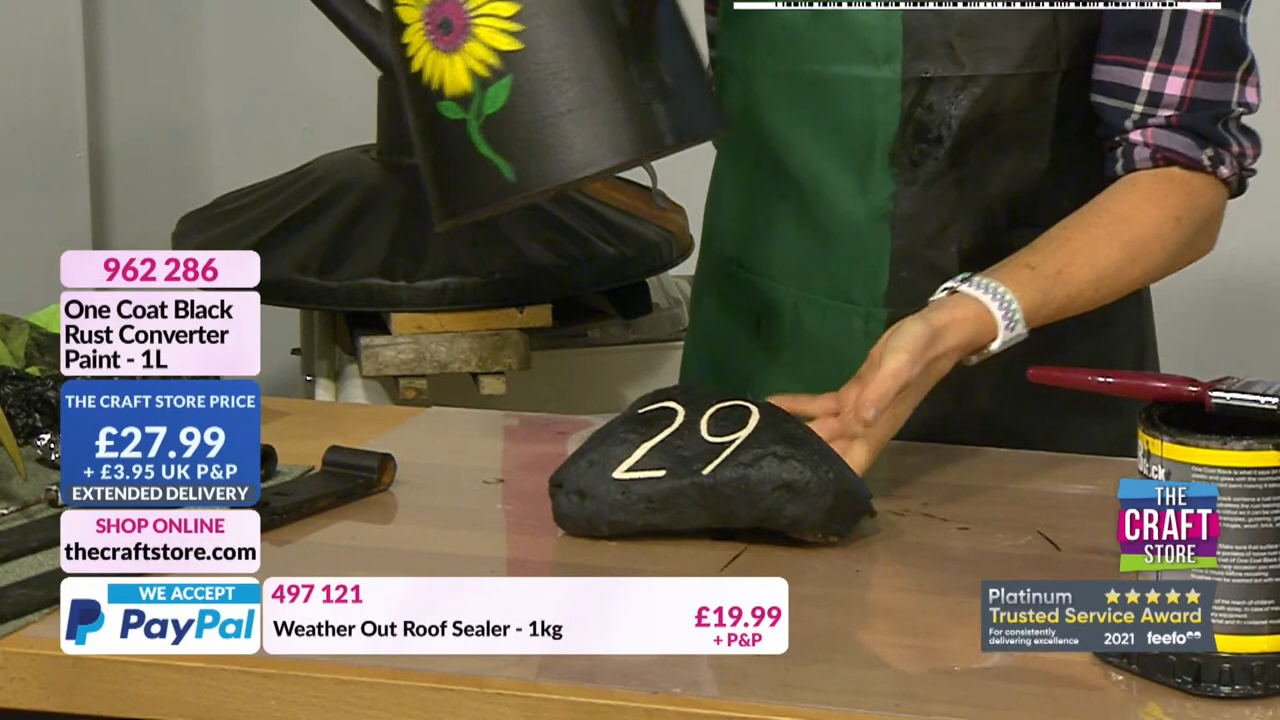 962 286
One Coat Black
Rust Converter
Paint - 1L
THE CRAFT STORE PRICE
£27.99
+ £3.95 UK P&P
EXTENDED DELIVERY
SHOP ONLINE
thecraftstore.com
WE ACCEPT
PayPal
497 121
Weather Out Roof Sealer - 1kg
£19.99
+ P&P
29
THE
CRAFT
STORE
Platinum
Trusted Service Award
For consistently
delivering excellence
2021 feefo